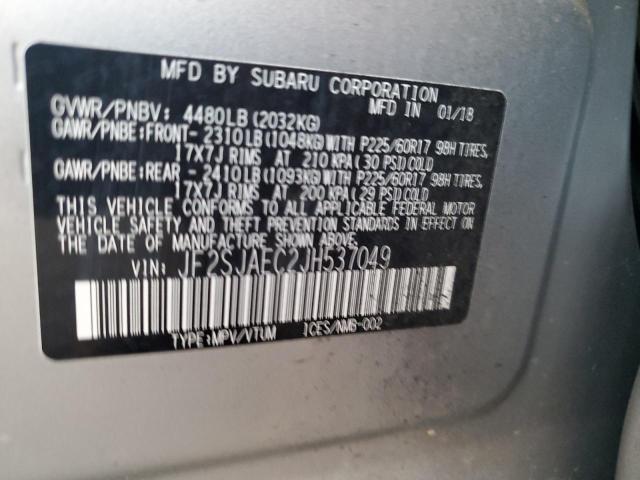 MFD BY SUBARU CORPORATION
MFD IN 01/18
GVWR/PNBV: 4480LB(2032KG)
GAWR/PNBE:FRONT-2310LB(1048KG)WITH P225/60R17 98H TIRES,
17X7J RIMS AT 210 KPA(30 PSI)COLD
GAWR/PNBE:REAR -2410LB(1093KG)WITH P225/60R17 98H TIRES,
17X7J RIMS AT 200 KPA(29 PSI)COLD
THIS VEHICLE CONFORMS TO ALL APPLICABLE FEDERAL MOTOR
VEHICLE SAFETY AND THEFT PREVENTION STANDARDS IN EFFECT ON
THE DATE OF MANUFACTURE SHOWN ABOVE.
VIN: JF2SJAEC2JH537049
TYPE:MPV/VTUM ICES/NMB-002